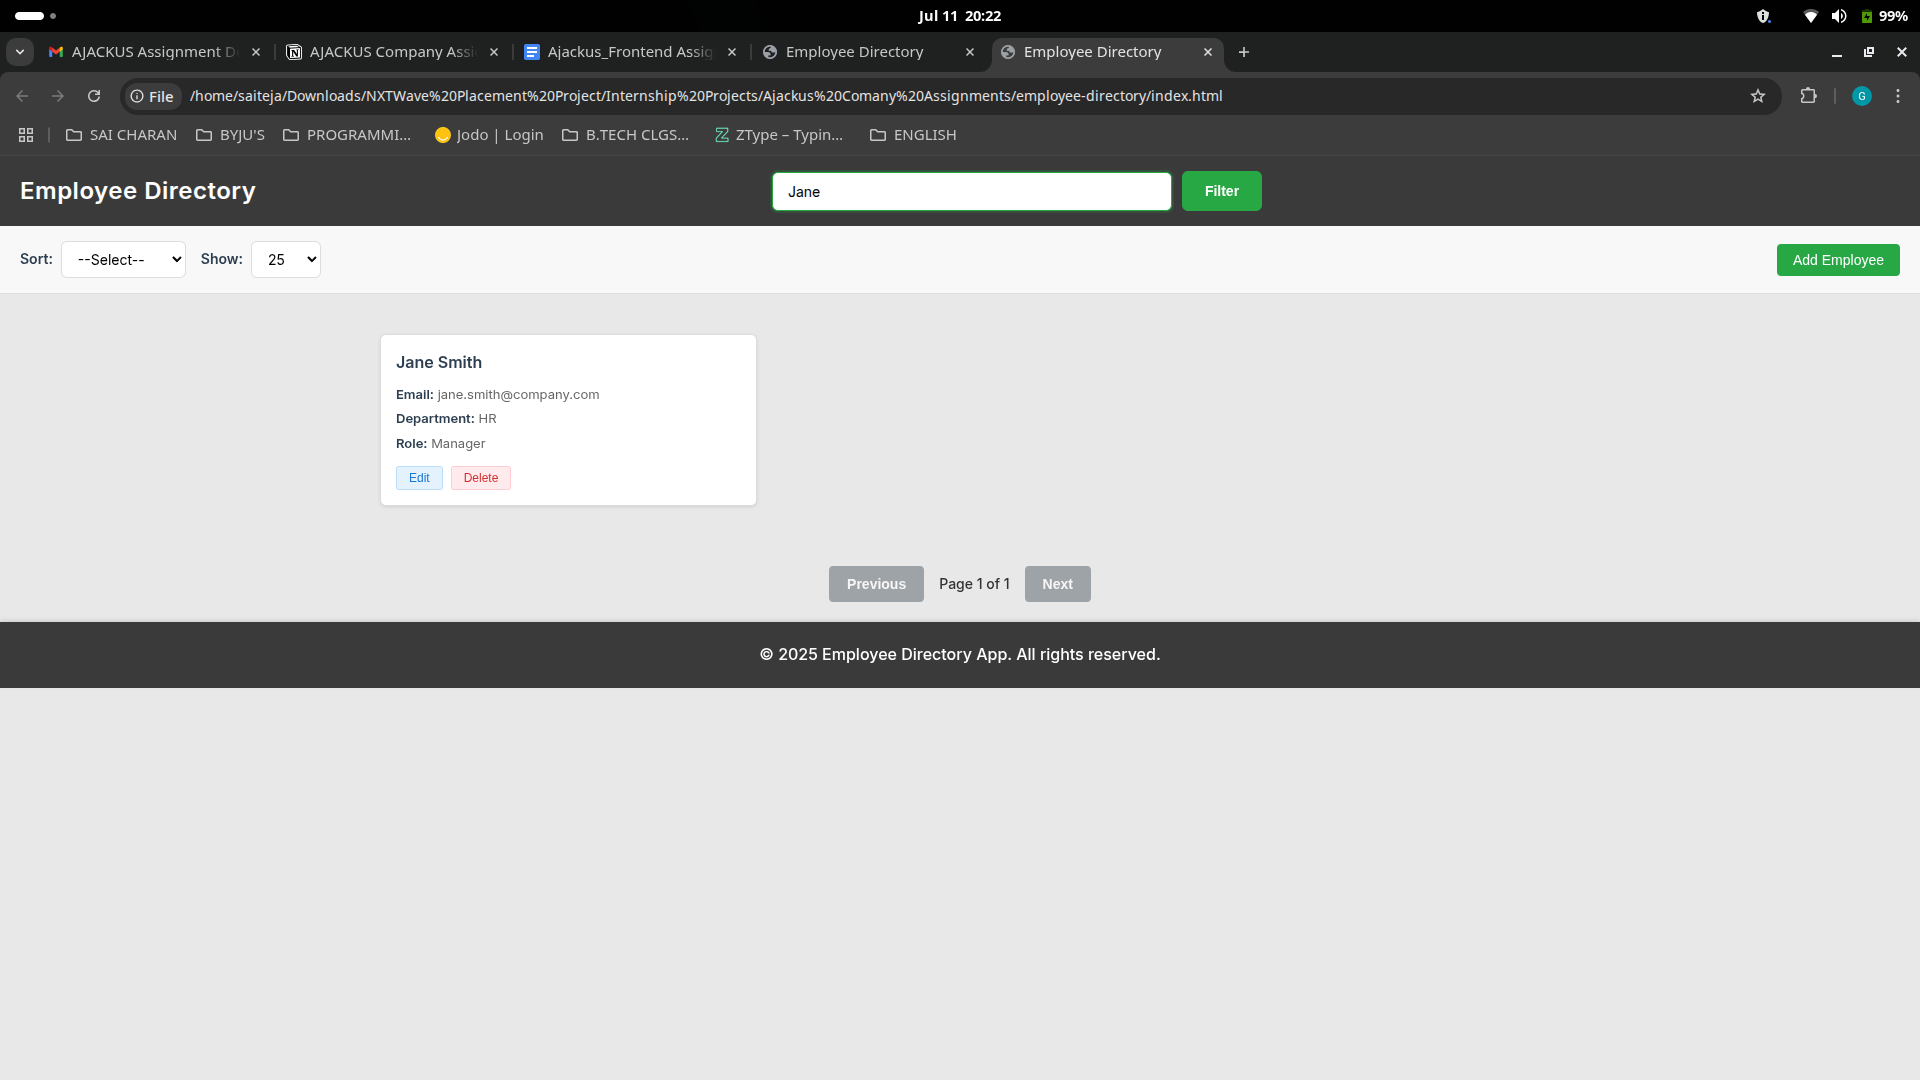 Jul 11 20:22
99%
AJACKUS Assignment D
AJACKUS Company Assi
Ajackus_Frontend Assig
Employee Directory
Employee Directory
File
/home/saiteja/Downloads/NXTWave%20Placement%20Project/Internship%20Projects/Ajackus%20Comany%20Assignments/employee-directory/index.html
G
SAI CHARAN
BYJU'S
PROGRAMMI...
Jodo | Login
B.TECH CLGS...
ZType – Typin...
ENGLISH
Employee Directory
Jane
Filter
Sort:
--Select--
Show:
25
Add Employee
Jane Smith
Email: jane.smith@company.com
Department: HR
Role: Manager
Edit
Delete
Previous
Page 1 of 1
Next
© 2025 Employee Directory App. All rights reserved.